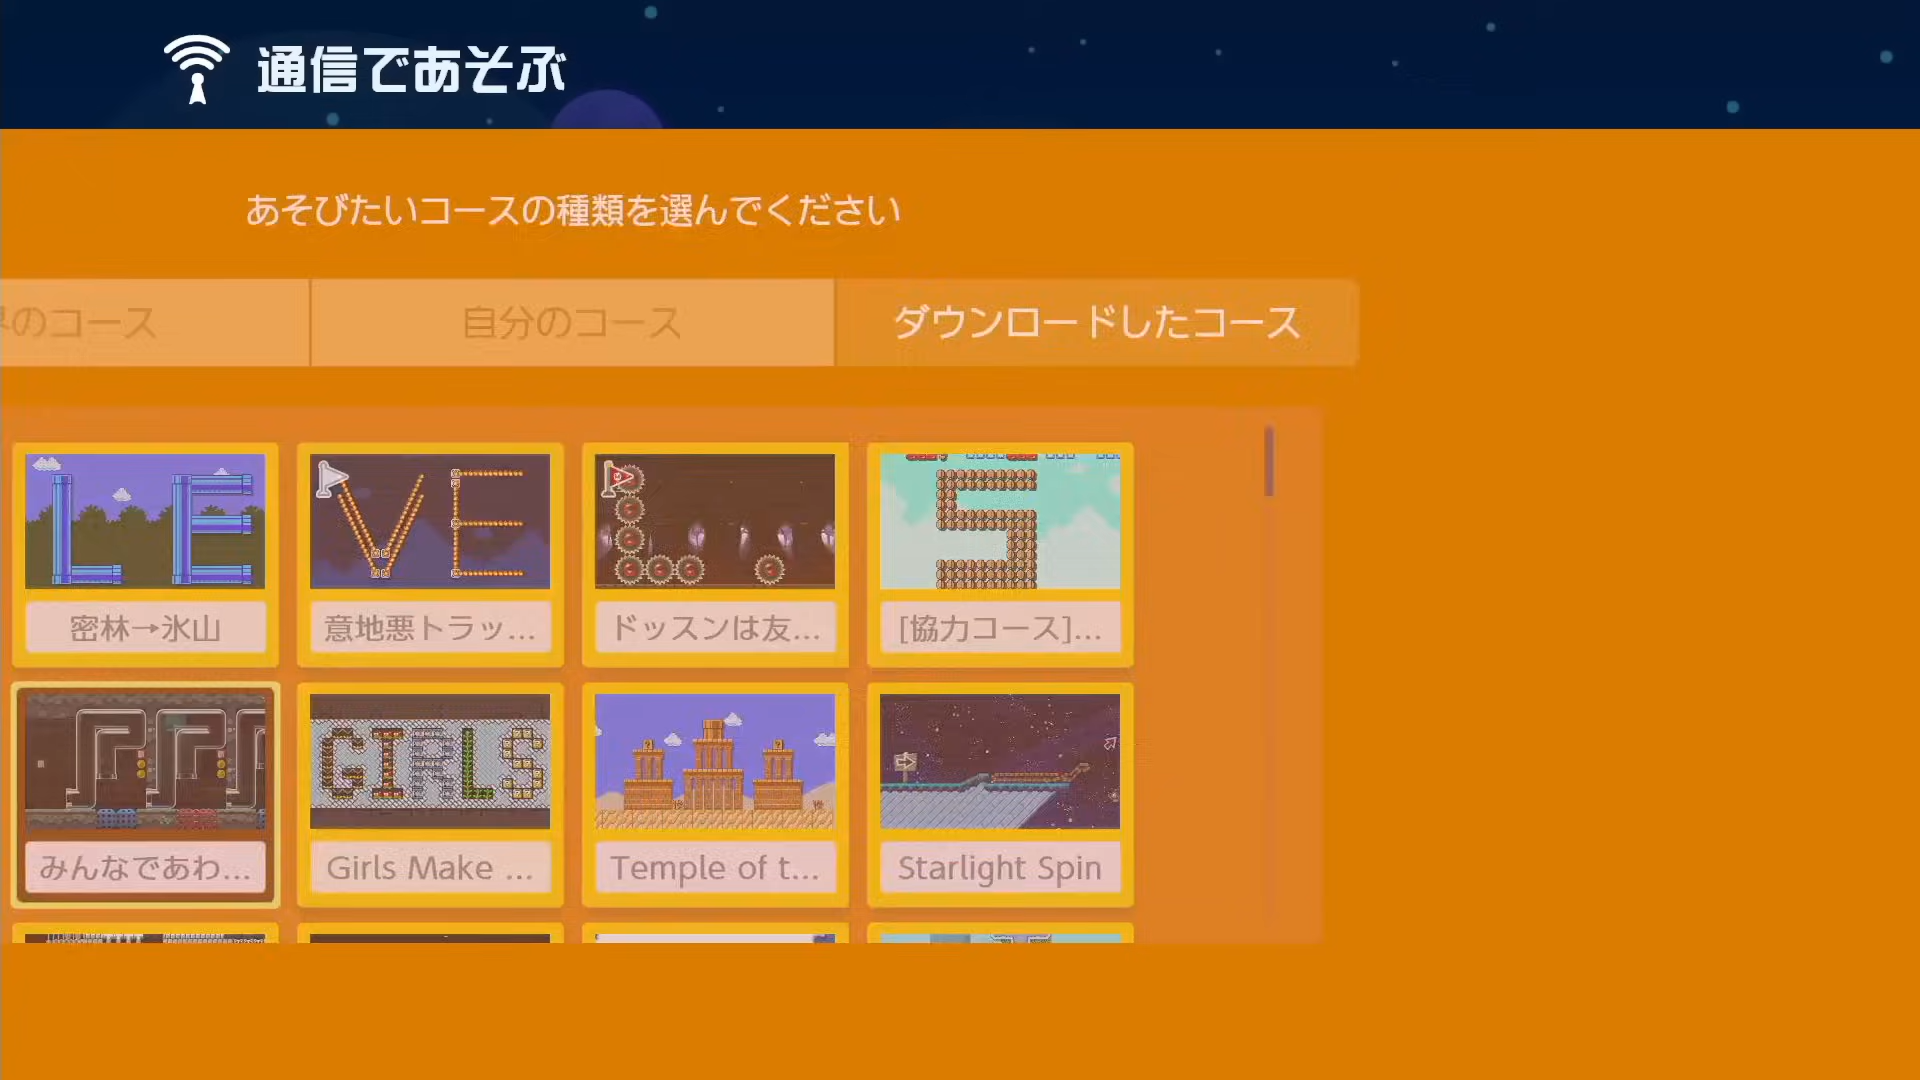 通信であそぶ
あそびたいコースの種類を選んでください
のコース
自分のコース
ダウンロードしたコース
LE
VE
L
S
密林→氷山
意地悪トラッ...
ドッスンは友...
[協力コース]...
GIRLS
みんなであわ...
Girls Make ...
Temple of t...
Starlight Spin